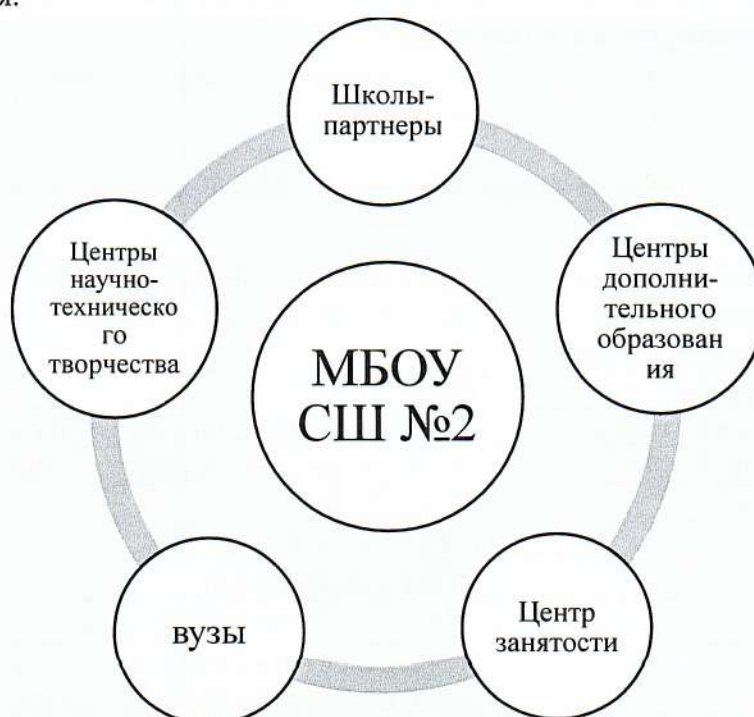 я.
Школы-
партнеры
Центры
научно-
техническо
го
творчества
Центры
дополни-
тельного
образован
ия
МБОУ
СШ №2
вузы
Центр
занятости